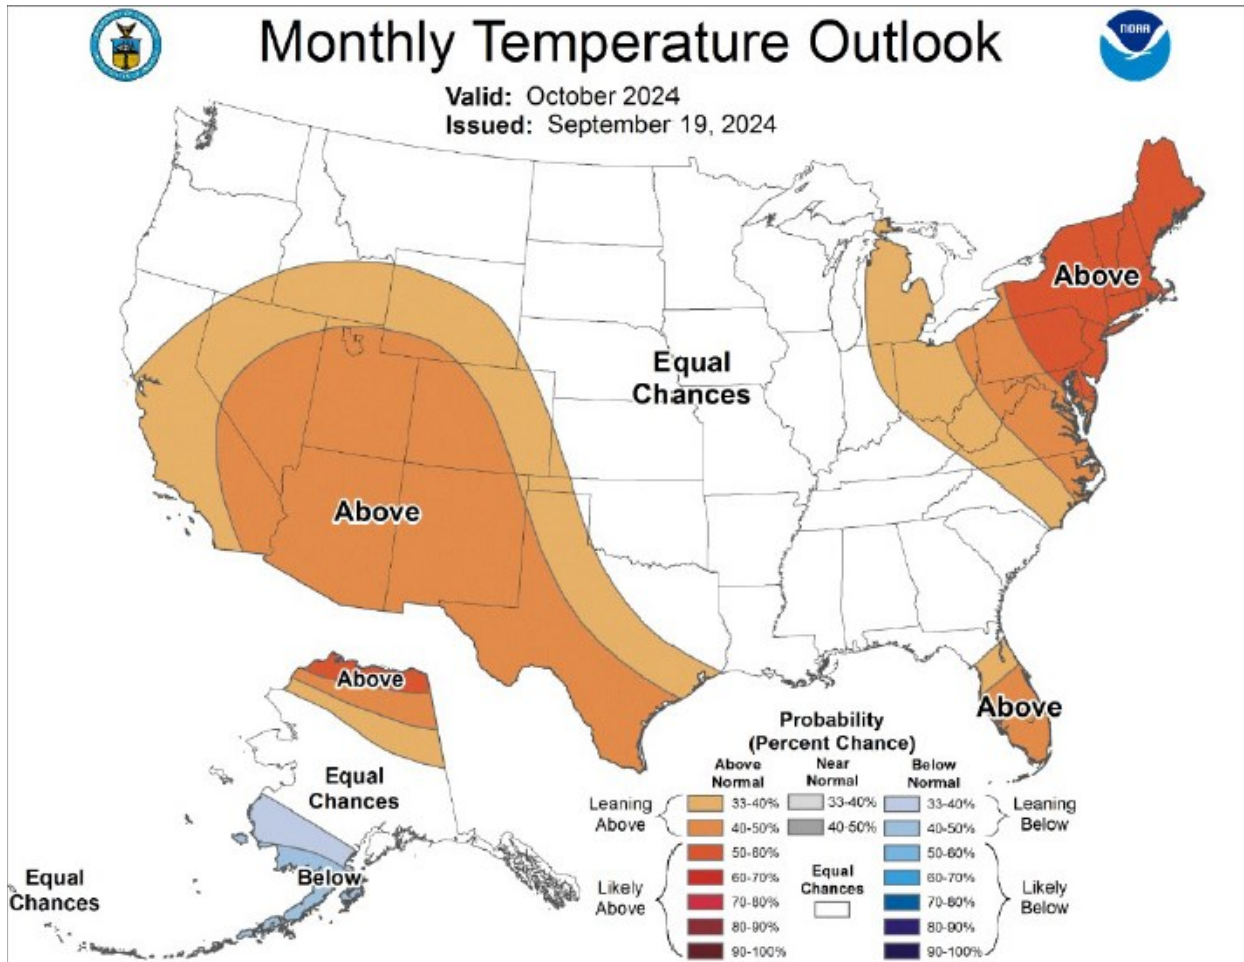 Monthly Temperature Outlook
NOAA
Valid: October 2024
Issued: September 19, 2024
Above
Equal
Chances
Above
Above
Above
Equal
Chances
Below
Equal
Chances
Probability
(Percent Chance)
Above
Normal
Near
Normal
Below
Normal
Leaning
Above
33-40%
40-50%
Likely
Above
50-60%
60-70%
70-80%
80-90%
90-100%
33-40%
40-50%
Equal
Chances
33-40%
40-50%
Leaning
Below
50-60%
60-70%
70-80%
80-90%
90-100%
Likely
Below